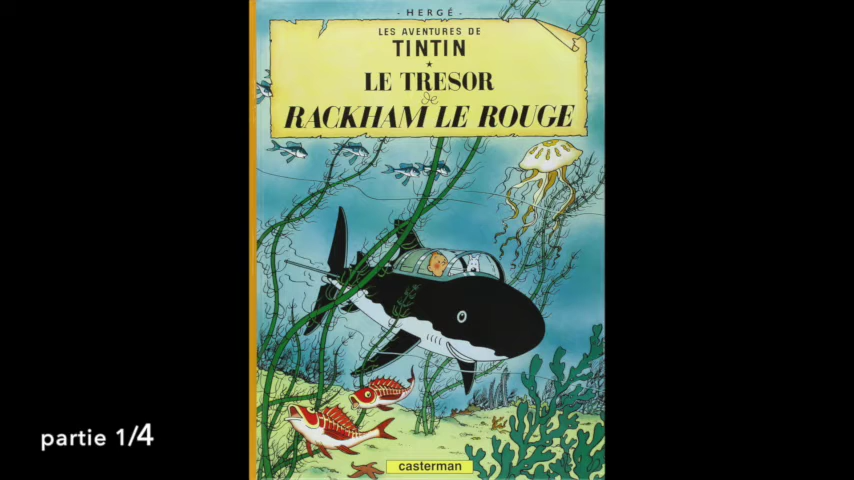 - HERGÉ -
LES AVENTURES DE
TINTIN
LE TRESOR
de
RACKHAM LE ROUGE
casterman
partie 1/4